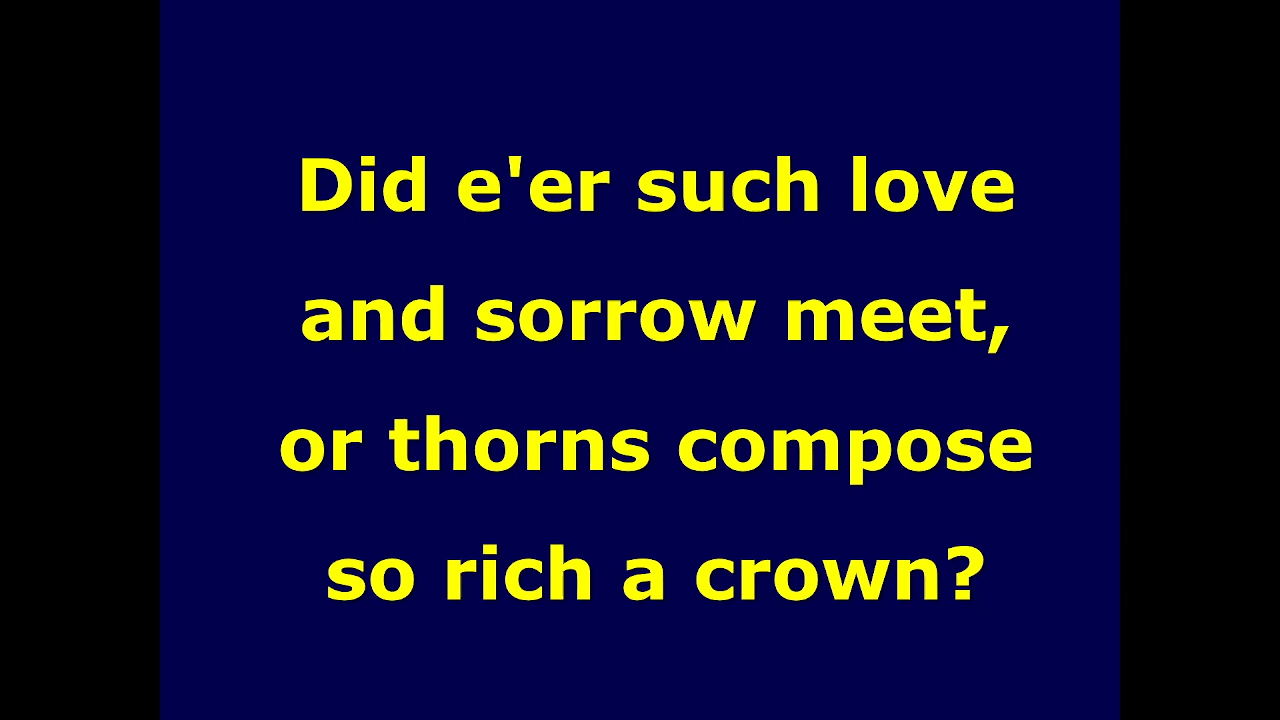 Did e'er such love
and sorrow meet,
or thorns compose
so rich a crown?